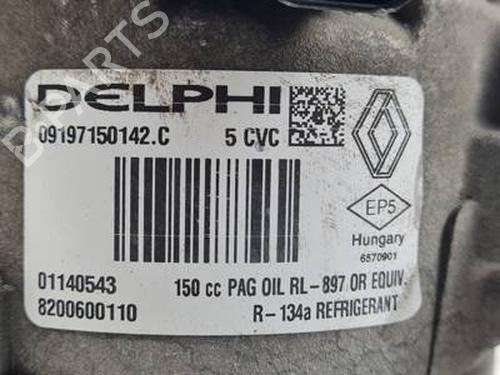 DELPHI
09197150142.C 5 CVC
EP5
Hungary
6570901
01140543 150 cc PAG OIL RL-897 OR EQUIV.
8200600110 R-134a REFRIGERANT